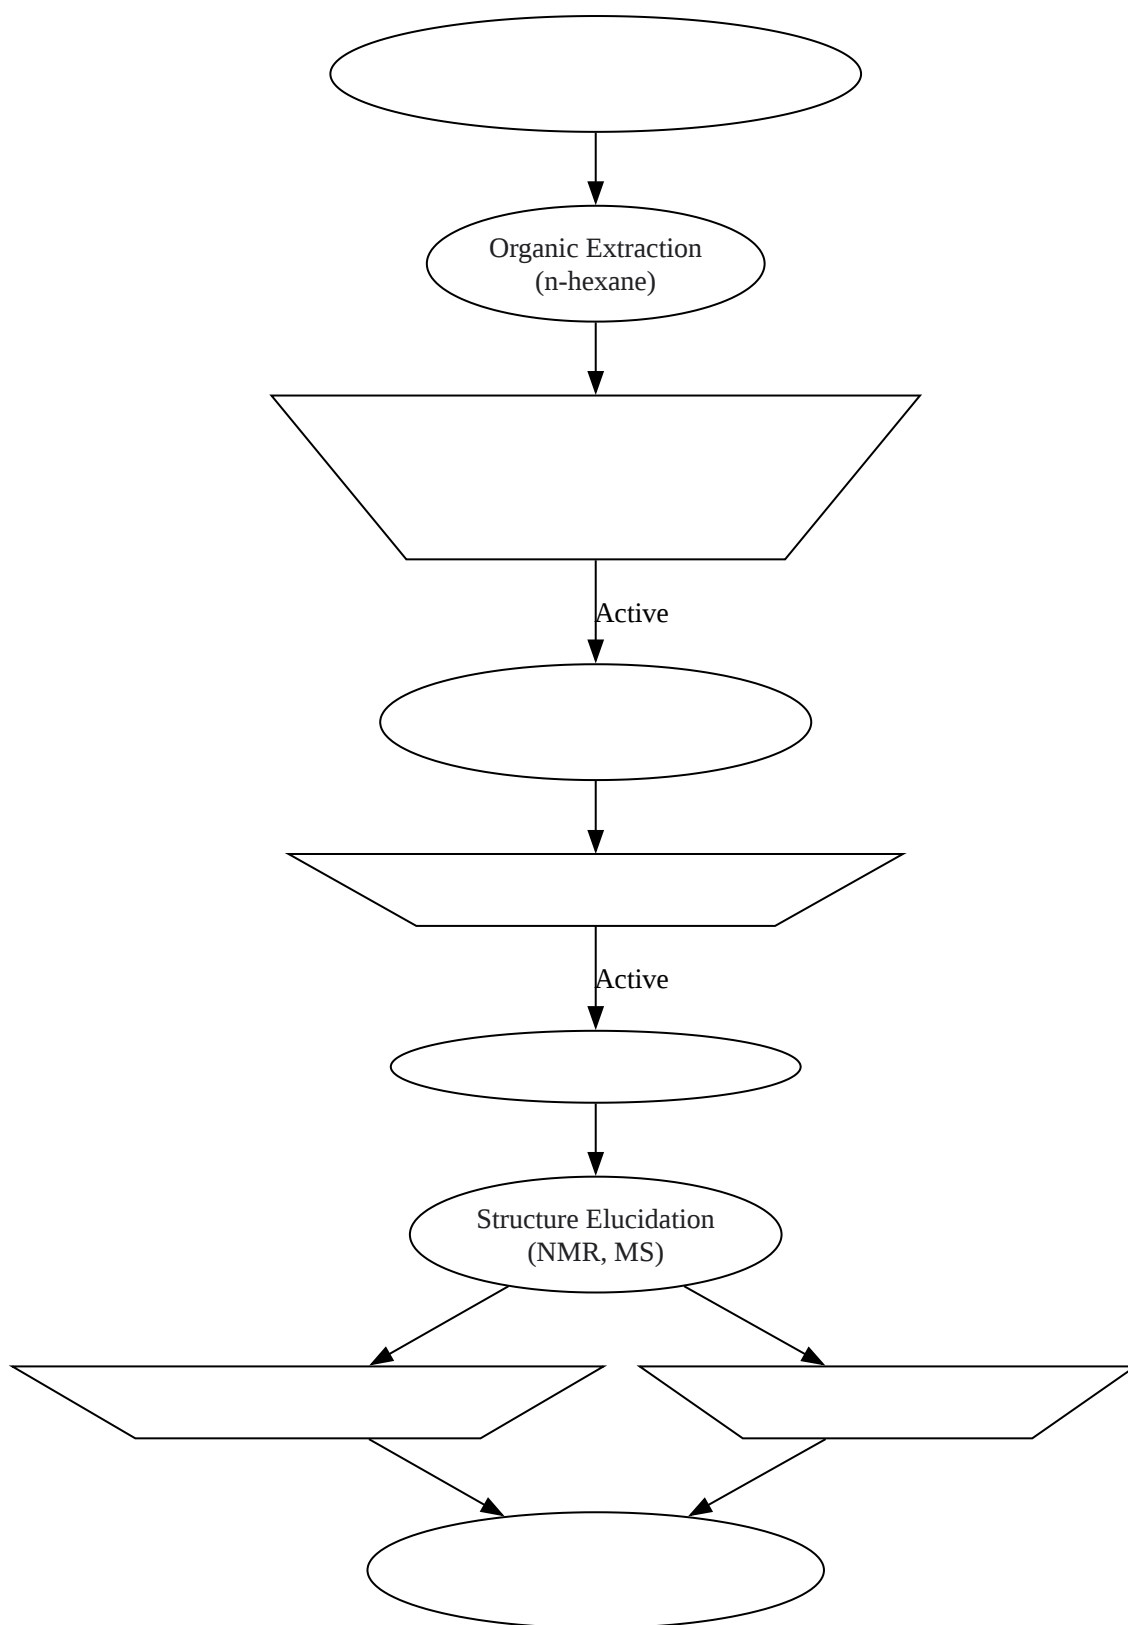 Organic Extraction
(n-hexane)
Active
Active
Structure Elucidation
(NMR, MS)